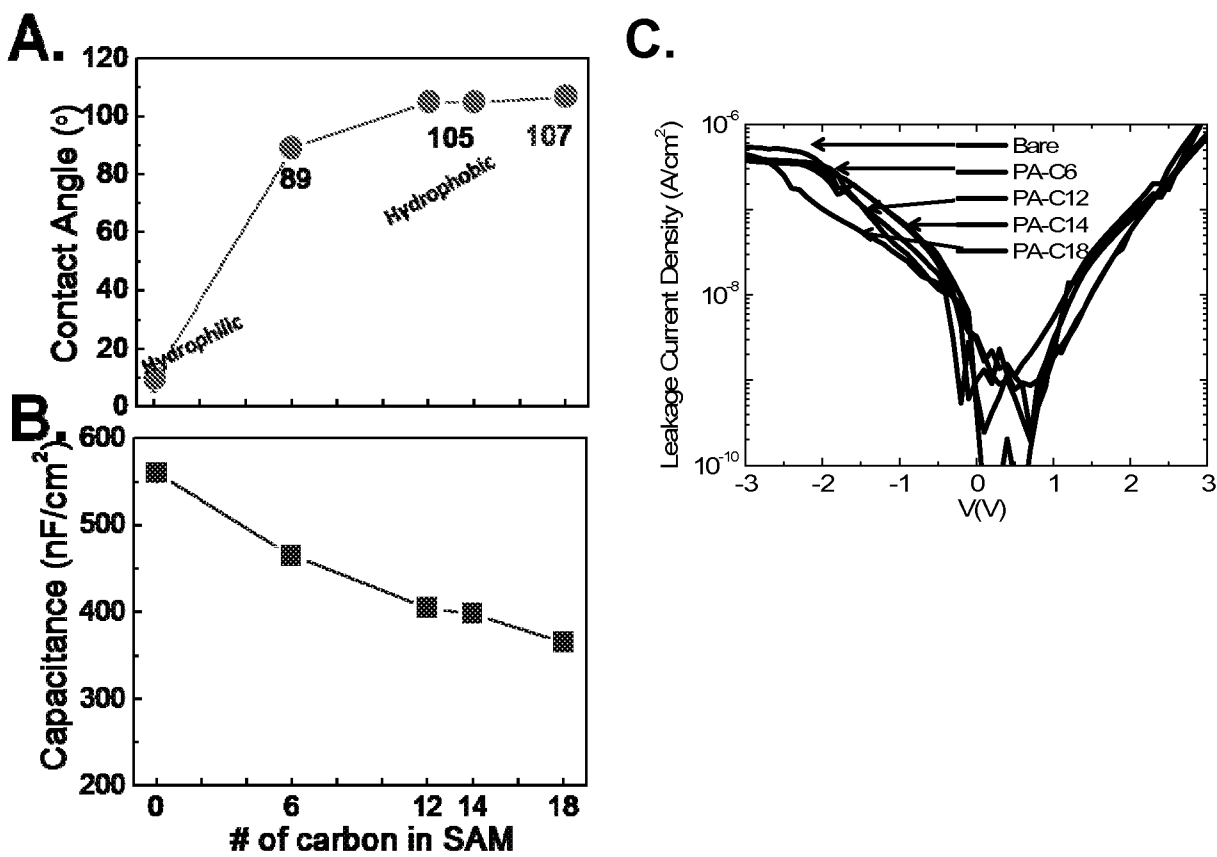 A.
120
100
80
60
40
20
0
Contact Angle (°)
89
105
107
Hydrophobic
Hydrophilic
B.
600
500
400
300
200
Capacitance (nF/cm²)
0 6 12 14 18
# of carbon in SAM
C.
10⁻⁶
10⁻⁸
10⁻¹⁰
Leakage Current Density (A/cm²)
Bare
PA-C6
PA-C12
PA-C14
PA-C18
-3 -2 -1 0 1 2 3
V(V)